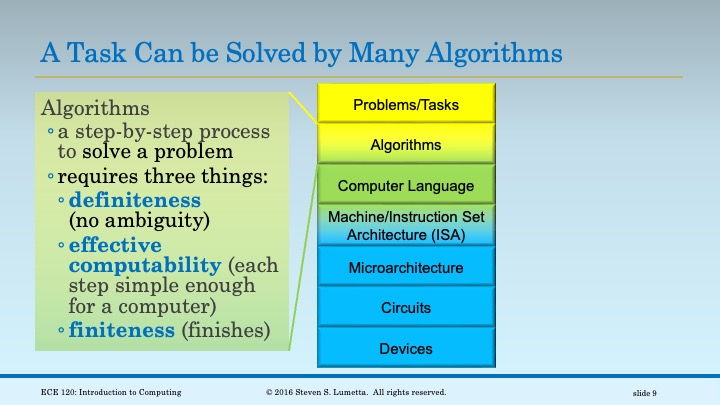 A Task Can be Solved by Many Algorithms
Algorithms
◦ a step-by-step process
to solve a problem
◦ requires three things:
◦ definiteness
(no ambiguity)
◦ effective
computability (each
step simple enough
for a computer)
◦ finiteness (finishes)
Problems/Tasks
Algorithms
Computer Language
Machine/Instruction Set
Architecture (ISA)
Microarchitecture
Circuits
Devices
ECE 120: Introduction to Computing
© 2016 Steven S. Lumetta. All rights reserved.
slide 9